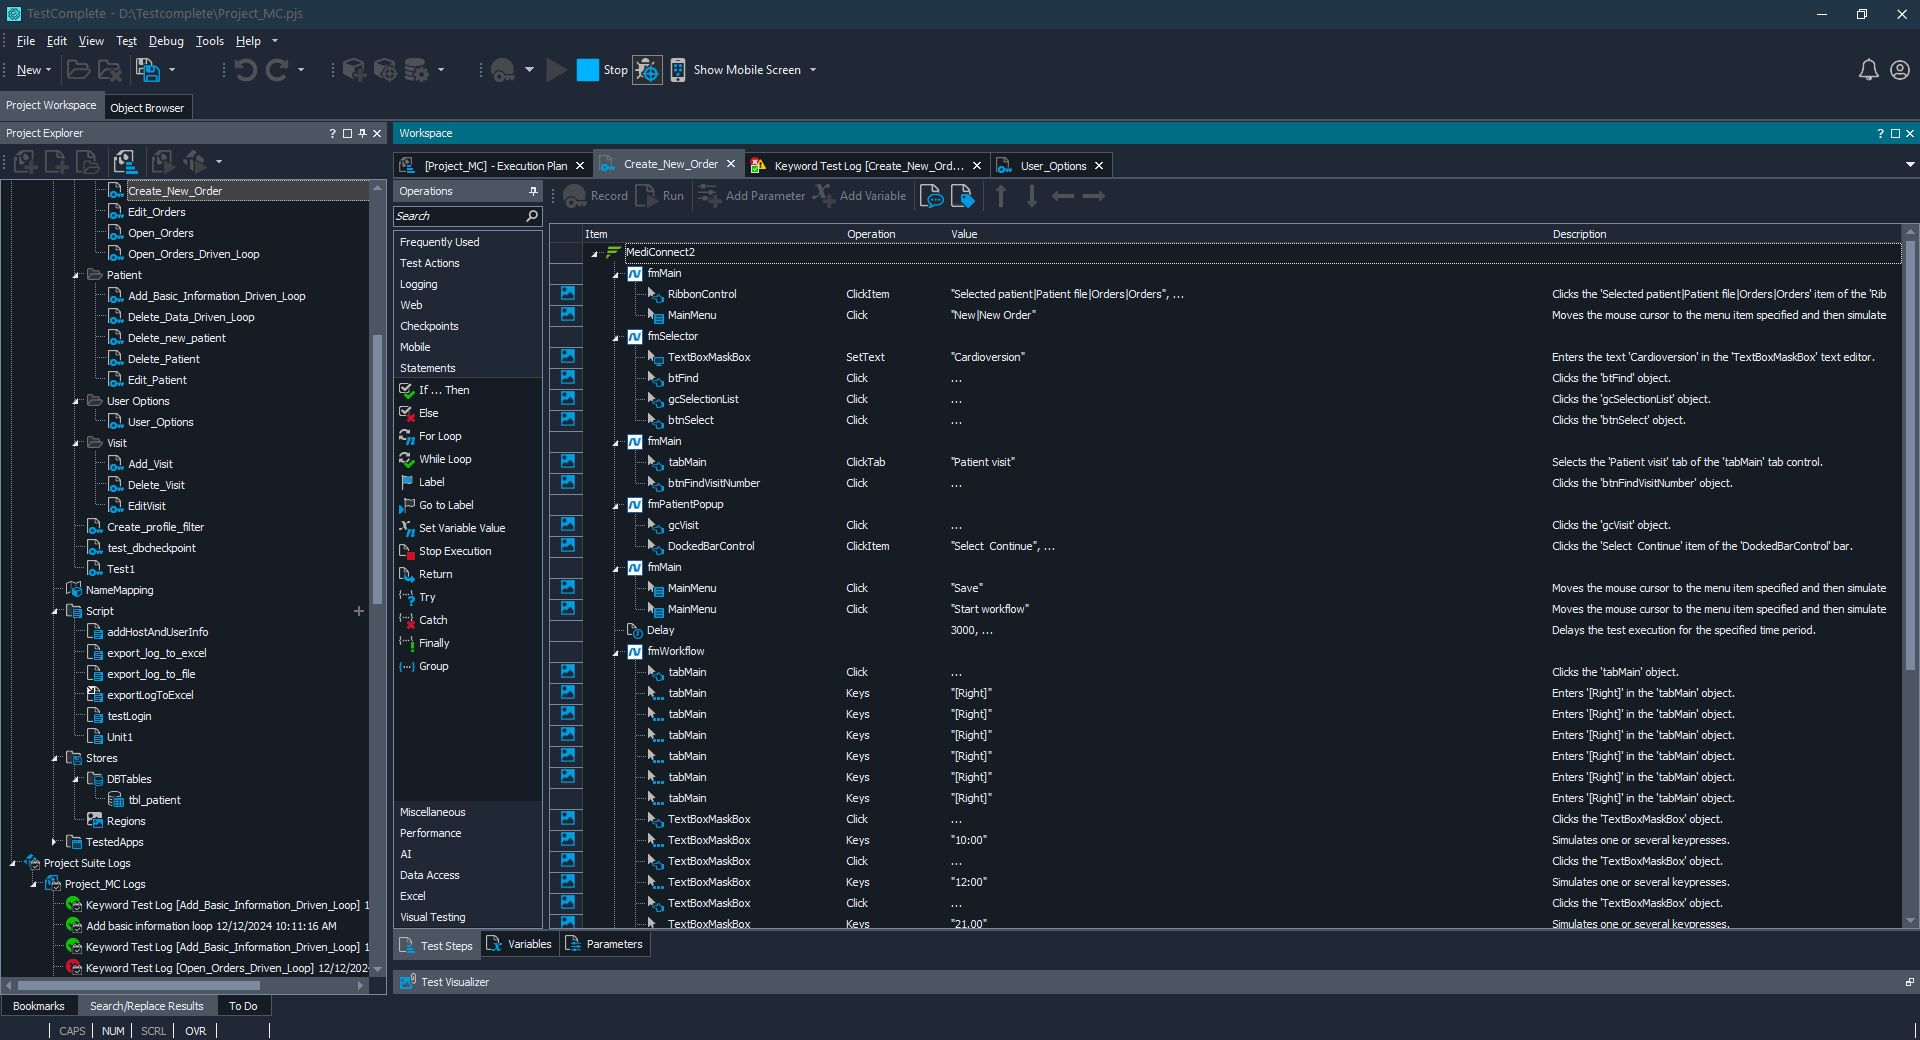 TestComplete - D:\Testcomplete\Project_MC.pjs
File Edit View Test Debug Tools Help
New Stop Show Mobile Screen
Project Workspace Object Browser
Project Explorer
Create_New_Order
Edit_Orders
Open_Orders
Open_Orders_Driven_Loop
Patient
Add_Basic_Information_Driven_Loop
Delete_Data_Driven_Loop
Delete_new_patient
Delete_Patient
Edit_Patient
User Options
User_Options
Visit
Add_Visit
Delete_Visit
EditVisit
Create_profile_filter
test_dbcheckpoint
Test1
NameMapping
Script
addHostAndUserInfo
export_log_to_excel
export_log_to_file
exportLogToExcel
testLogin
Unit1
Stores
DBTables
tbl_patient
Regions
TestedApps
Project Suite Logs
Project_MC Logs
Keyword Test Log [Add_Basic_Information_Driven_Loop] 1
Add basic information loop 12/12/2024 10:11:16 AM
Keyword Test Log [Add_Basic_Information_Driven_Loop] 1
Keyword Test Log [Open_Orders_Driven_Loop] 12/12/202
Workspace
[Project_MC] - Execution Plan Create_New_Order Keyword Test Log [Create_New_Ord... User_Options
Operations
Search
Frequently Used
Test Actions
Logging
Web
Checkpoints
Mobile
Statements
If ... Then
Else
For Loop
While Loop
Label
Go to Label
Set Variable Value
Stop Execution
Return
Try
Catch
Finally
Group
Miscellaneous
Performance
AI
Data Access
Excel
Visual Testing
Record Run Add Parameter Add Variable
Item Operation Value Description
MediConnect2
fmMain
RibbonControl ClickItem "Selected patient|Patient file|Orders|Orders", ... Clicks the 'Selected patient|Patient file|Orders|Orders' item of the 'Rib
MainMenu Click "New|New Order" Moves the mouse cursor to the menu item specified and then simulate
fmSelector
TextBoxMaskBox SetText "Cardioversion" Enters the text 'Cardioversion' in the 'TextBoxMaskBox' text editor.
btFind Click ... Clicks the 'btFind' object.
gcSelectionList Click ... Clicks the 'gcSelectionList' object.
btnSelect Click ... Clicks the 'btnSelect' object.
fmMain
tabMain ClickTab "Patient visit" Selects the 'Patient visit' tab of the 'tabMain' tab control.
btnFindVisitNumber Click ... Clicks the 'btnFindVisitNumber' object.
fmPatientPopup
gcVisit Click ... Clicks the 'gcVisit' object.
DockedBarControl ClickItem "Select  Continue", ... Clicks the 'Select  Continue' item of the 'DockedBarControl' bar.
fmMain
MainMenu Click "Save" Moves the mouse cursor to the menu item specified and then simulate
MainMenu Click "Start workflow" Moves the mouse cursor to the menu item specified and then simulate
Delay 3000, ... Delays the test execution for the specified time period.
fmWorkflow
tabMain Click ... Clicks the 'tabMain' object.
tabMain Keys "[Right]" Enters '[Right]' in the 'tabMain' object.
tabMain Keys "[Right]" Enters '[Right]' in the 'tabMain' object.
tabMain Keys "[Right]" Enters '[Right]' in the 'tabMain' object.
tabMain Keys "[Right]" Enters '[Right]' in the 'tabMain' object.
tabMain Keys "[Right]" Enters '[Right]' in the 'tabMain' object.
tabMain Keys "[Right]" Enters '[Right]' in the 'tabMain' object.
TextBoxMaskBox Click ... Clicks the 'TextBoxMaskBox' object.
TextBoxMaskBox Keys "10:00" Simulates one or several keypresses.
TextBoxMaskBox Click ... Clicks the 'TextBoxMaskBox' object.
TextBoxMaskBox Keys "12:00" Simulates one or several keypresses.
TextBoxMaskBox Click ... Clicks the 'TextBoxMaskBox' object.
TextBoxMaskBox Keys "21.00" Simulates one or several keypresses.
Test Steps Variables Parameters
Test Visualizer
Bookmarks Search/Replace Results To Do
CAPS NUM SCRL OVR